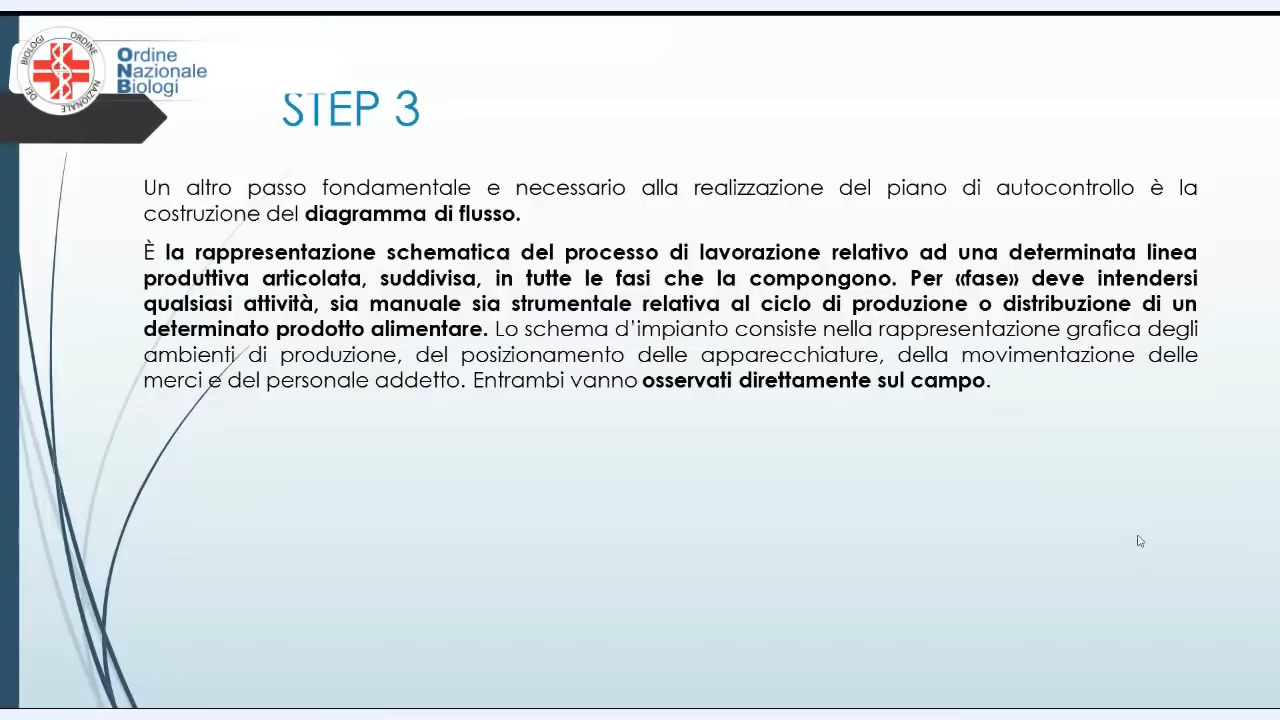 BIOLOGI ORDINE
DEI NAZIONALE
Ordine
Nazionale
Biologi
STEP 3
Un altro passo fondamentale e necessario alla realizzazione del piano di autocontrollo è la
costruzione del diagramma di flusso.
È la rappresentazione schematica del processo di lavorazione relativo ad una determinata linea
produttiva articolata, suddivisa, in tutte le fasi che la compongono. Per «fase» deve intendersi
qualsiasi attività, sia manuale sia strumentale relativa al ciclo di produzione o distribuzione di un
determinato prodotto alimentare. Lo schema d’impianto consiste nella rappresentazione grafica degli
ambienti di produzione, del posizionamento delle apparecchiature, della movimentazione delle
merci e del personale addetto. Entrambi vanno osservati direttamente sul campo.